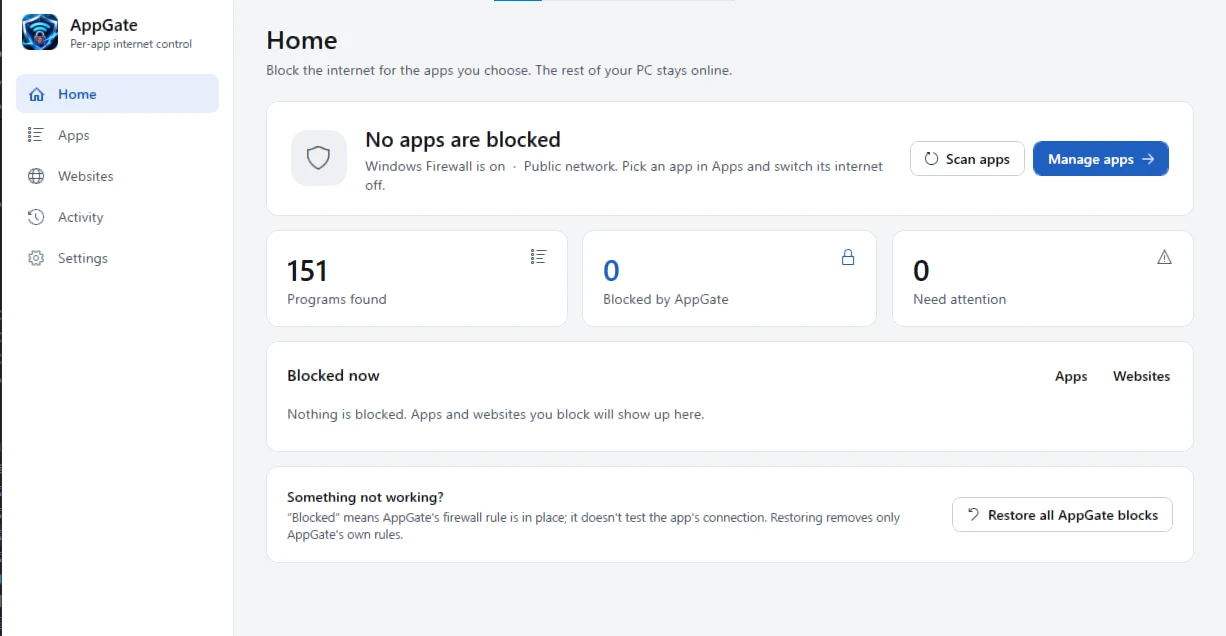 AppGate
Per-app internet control
Home
Apps
Websites
Activity
Settings
Home
Block the internet for the apps you choose. The rest of your PC stays online.
No apps are blocked
Windows Firewall is on · Public network. Pick an app in Apps and switch its internet
off.
Scan apps
Manage apps
151
Programs found
0
Blocked by AppGate
0
Need attention
Blocked now
Apps
Websites
Nothing is blocked. Apps and websites you block will show up here.
Something not working?
"Blocked" means AppGate's firewall rule is in place; it doesn't test the app's connection. Restoring removes only
AppGate's own rules.
Restore all AppGate blocks